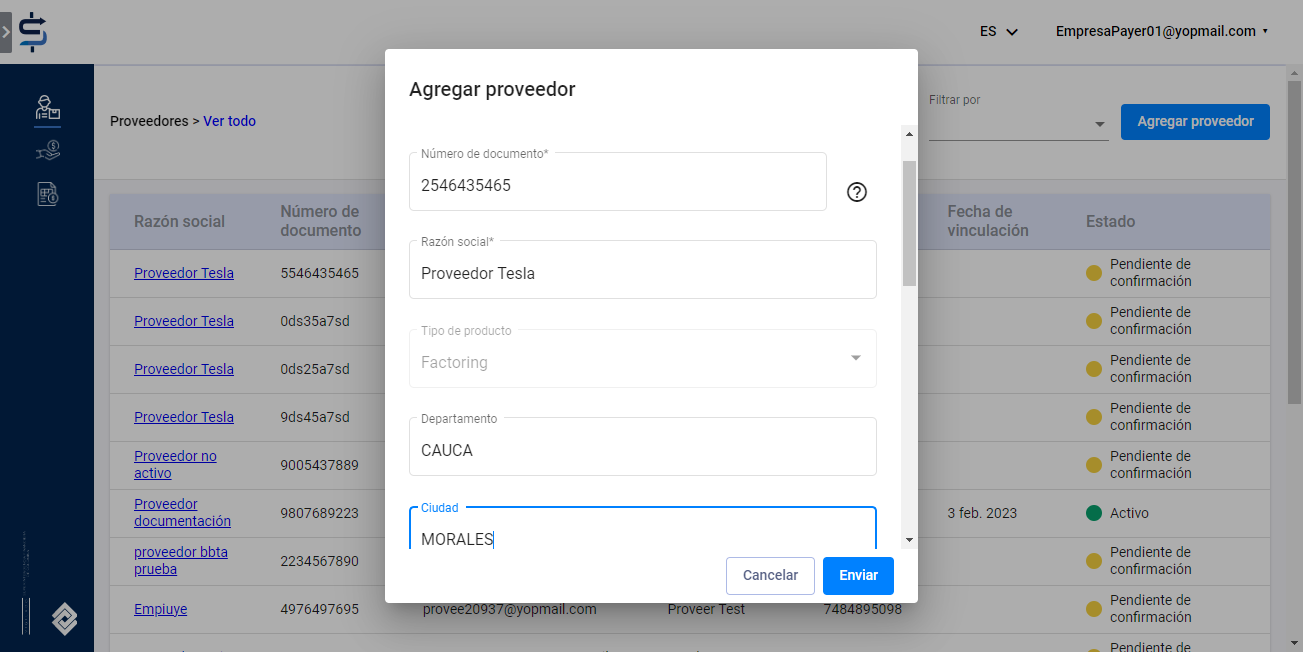 ES
EmpresaPayer01@yopmail.com
Proveedores > Ver todo
Filtrar por
Agregar proveedor
Agregar proveedor
Número de documento*
2546435465
Razón social*
Proveedor Tesla
Tipo de producto
Factoring
Departamento
CAUCA
Ciudad
MORALES
Cancelar
Enviar
Razón social
Número de
documento
Fecha de
vinculación
Estado
Proveedor Tesla
5546435465
Pendiente de
confirmación
Proveedor Tesla
0ds35a7sd
Pendiente de
confirmación
Proveedor Tesla
0ds25a7sd
Pendiente de
confirmación
Proveedor Tesla
9ds45a7sd
Pendiente de
confirmación
Proveedor no
activo
9005437889
Pendiente de
confirmación
Proveedor
documentación
9807689223
3 feb. 2023
Activo
proveedor bbta
prueba
2234567890
Pendiente de
confirmación
Empiuye
4976497695
provee20937@yopmail.com
Proveer Test
7484895098
Pendiente de
confirmación
Pendiente de